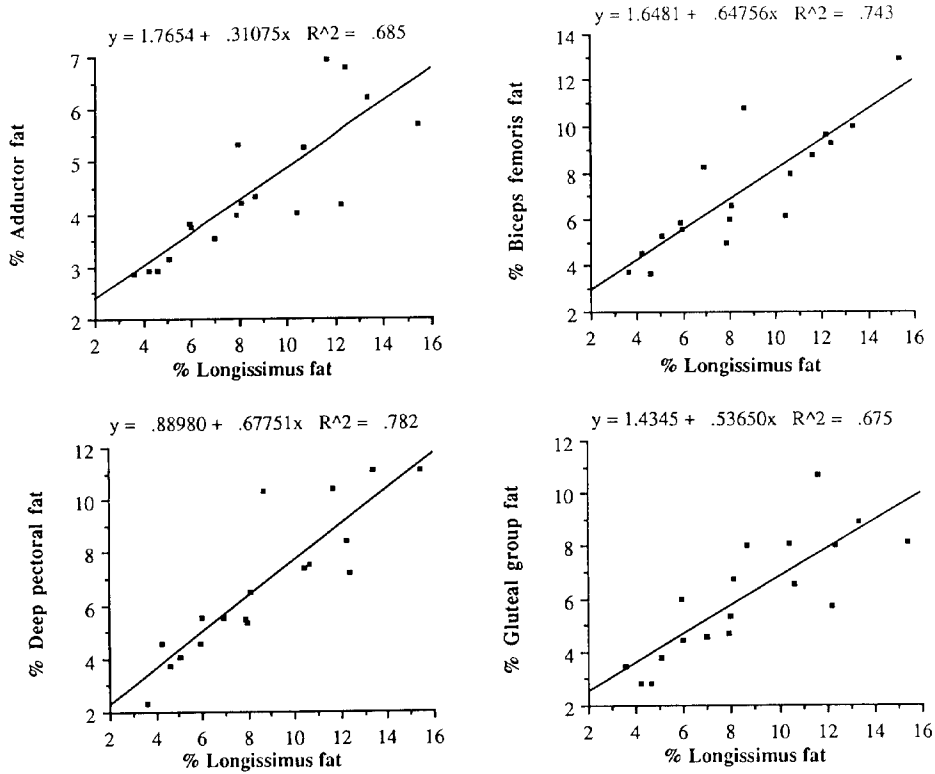 y = 1.7654 + .31075x R^2 = .685
7
6
5
4
3
2
% Adductor fat
2 4 6 8 10 12 14 16
% Longissimus fat
y = 1.6481 + .64756x R^2 = .743
14
12
10
8
6
4
2
% Biceps femoris fat
2 4 6 8 10 12 14 16
% Longissimus fat
y = .88980 + .67751x R^2 = .782
12
10
8
6
4
2
% Deep pectoral fat
2 4 6 8 10 12 14 16
% Longissimus fat
y = 1.4345 + .53650x R^2 = .675
12
10
8
6
4
2
% Gluteal group fat
2 4 6 8 10 12 14 16
% Longissimus fat